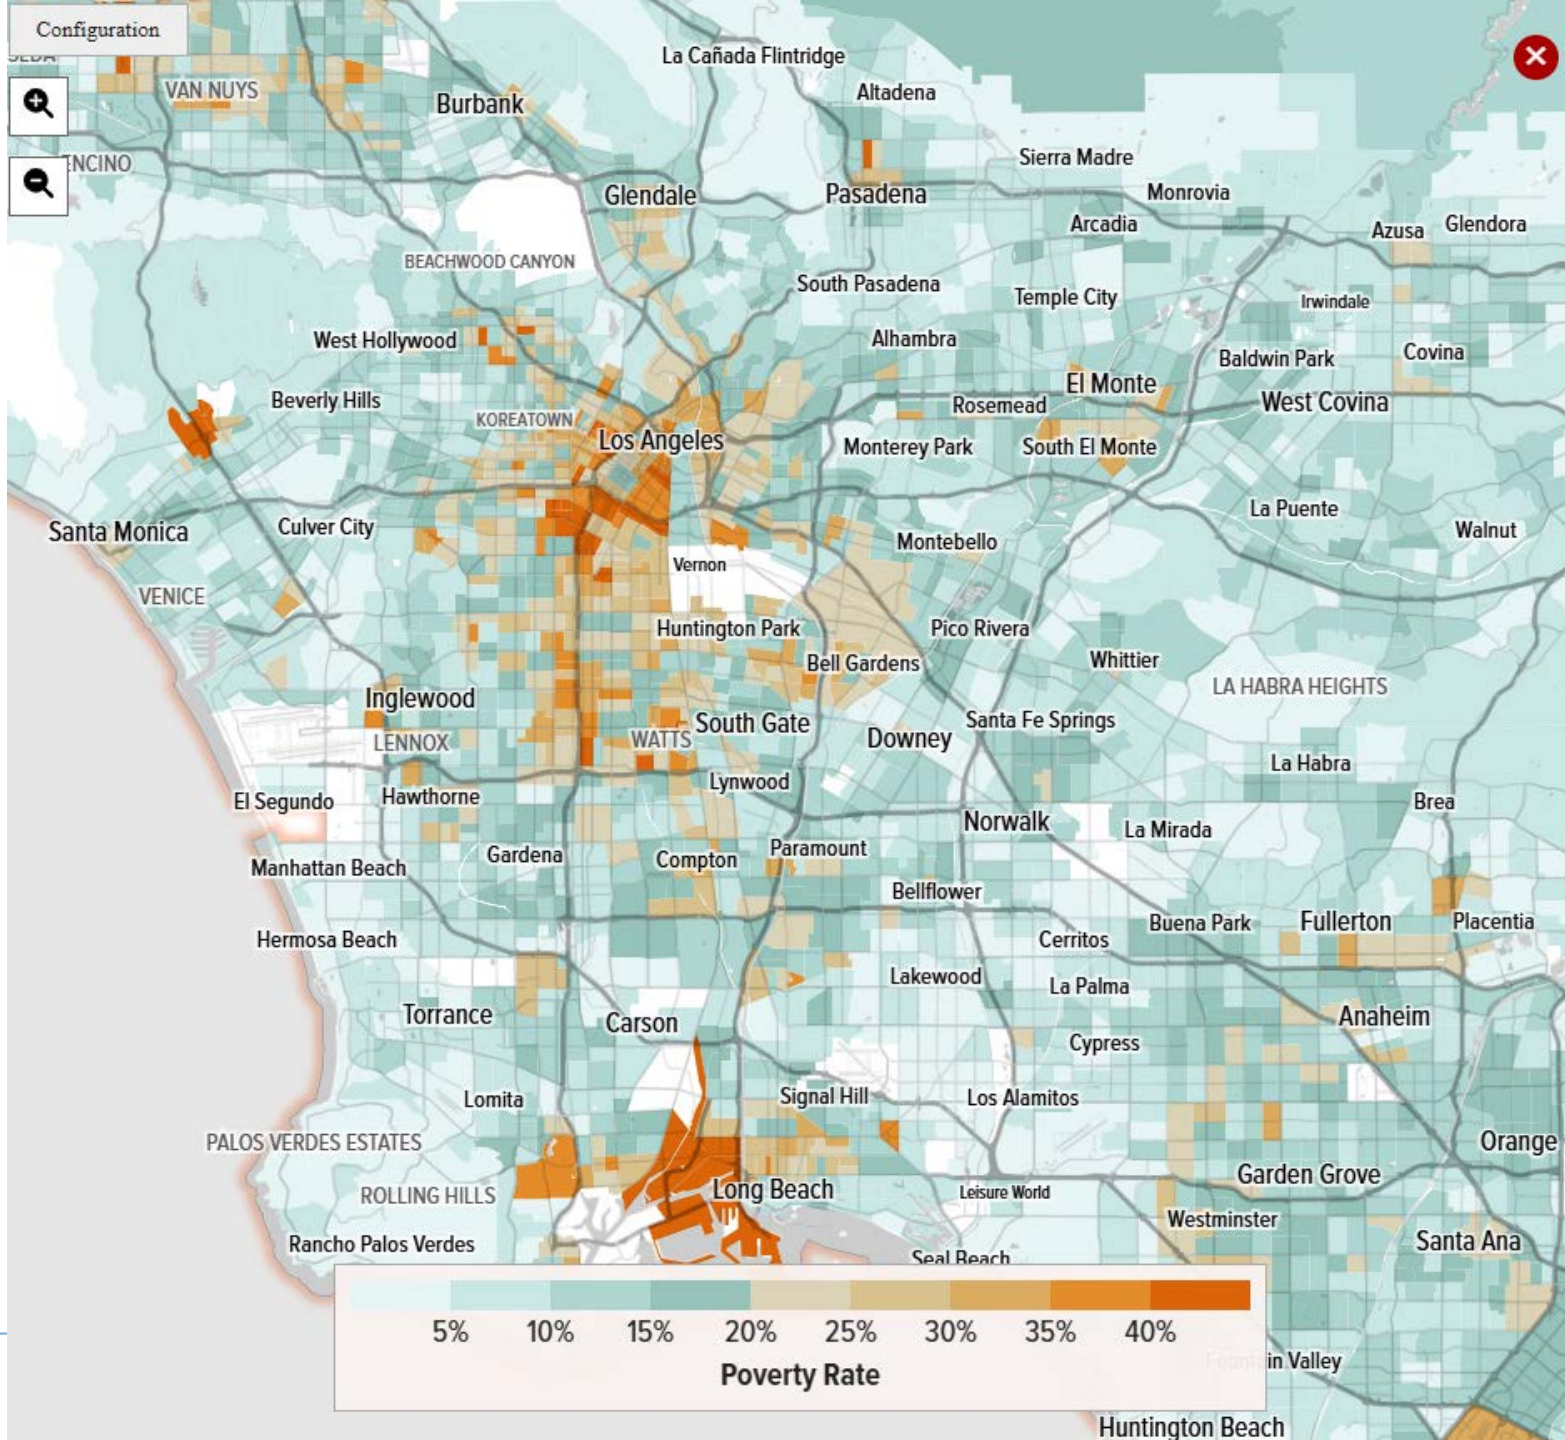 Configuration
La Cañada Flintridge
VAN NUYS
Burbank
Altadena
ENCINO
Sierra Madre
Glendale
Pasadena
Monrovia
Arcadia
Azusa
Glendora
BEACHWOOD CANYON
South Pasadena
Temple City
Irwindale
West Hollywood
Alhambra
Baldwin Park
Covina
El Monte
Beverly Hills
Rosemead
West Covina
KOREATOWN
Los Angeles
Monterey Park
South El Monte
La Puente
Santa Monica
Culver City
Montebello
Walnut
Vernon
VENICE
Huntington Park
Pico Rivera
Bell Gardens
Whittier
LA HABRA HEIGHTS
Inglewood
South Gate
Santa Fe Springs
LENNOX
WATTS
Downey
La Habra
Lynwood
El Segundo
Hawthorne
Brea
Norwalk
La Mirada
Gardena
Compton
Paramount
Manhattan Beach
Bellflower
Buena Park
Fullerton
Placentia
Hermosa Beach
Cerritos
Lakewood
La Palma
Torrance
Carson
Anaheim
Cypress
Lomita
Signal Hill
Los Alamitos
PALOS VERDES ESTATES
Orange
Garden Grove
ROLLING HILLS
Long Beach
Leisure World
Westminster
Rancho Palos Verdes
Santa Ana
Seal Beach
5% 10% 15% 20% 25% 30% 35% 40%
Fountain Valley
Poverty Rate
Huntington Beach